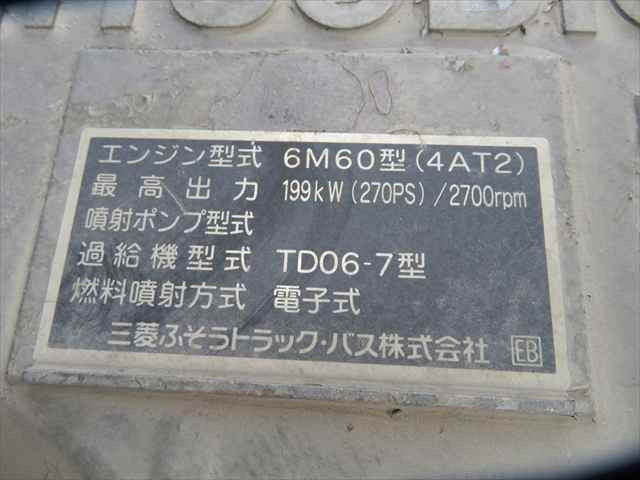 エンジン型式 6M60型(4AT2)
最高出力 199kW(270PS)/2700rpm
噴射ポンプ型式
過給機型式 TD06-7型
燃料噴射方式 電子式
三菱ふそうトラック・バス株式会社 EB